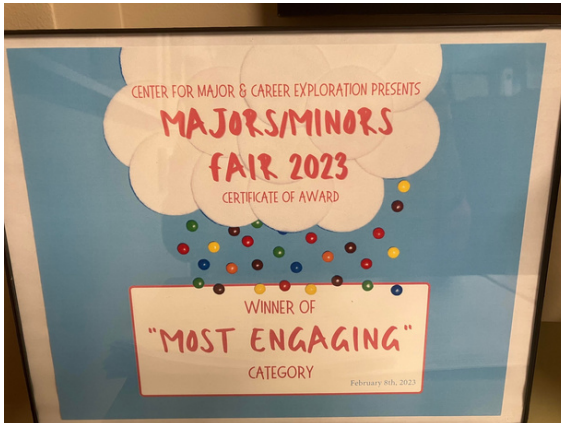 CENTER FOR MAJOR & CAREER EXPLORATION PRESENTS
MAJORS/MINORS
FAIR 2023
CERTIFICATE OF AWARD
WINNER OF
"MOST ENGAGING"
CATEGORY
February 8th, 2023